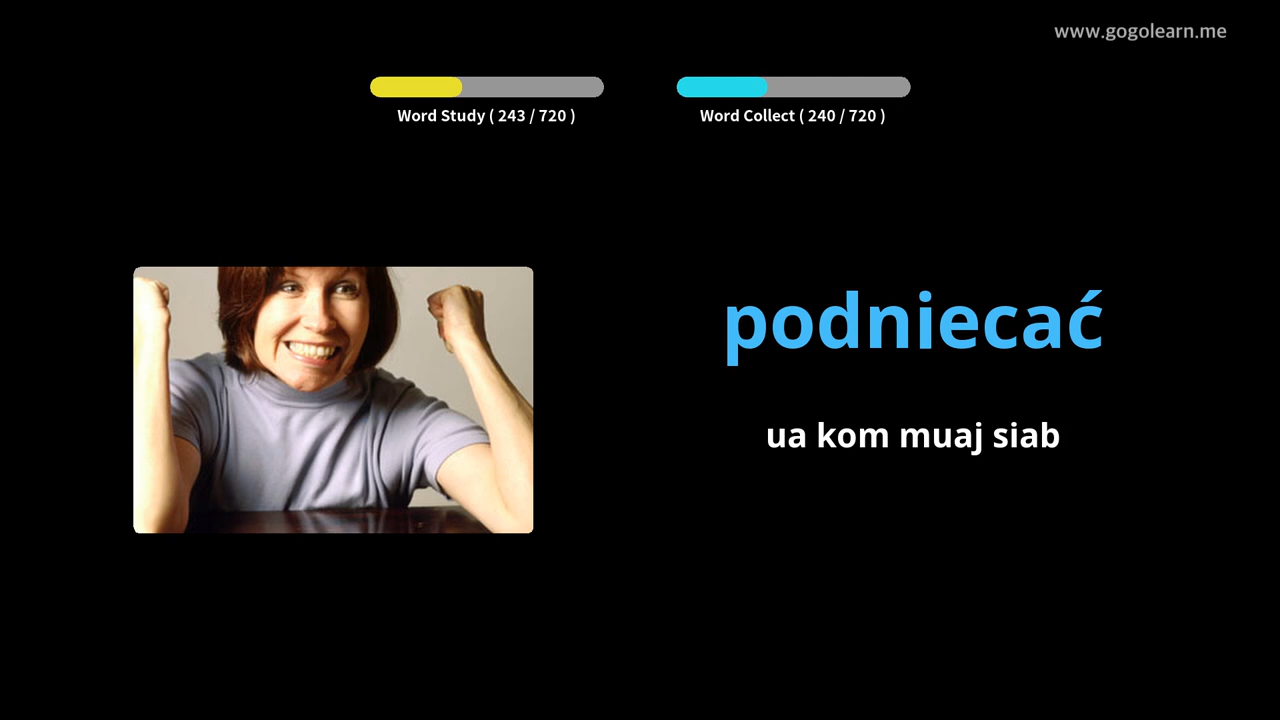 www.gogolearn.me
Word Study ( 243 / 720 )
Word Collect ( 240 / 720 )
podniecać
ua kom muaj siab